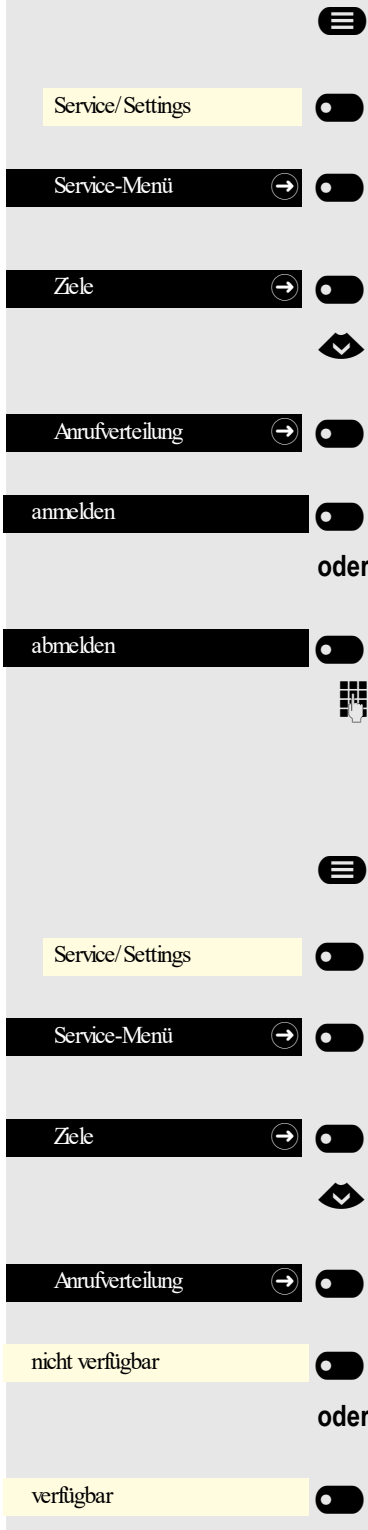 Service/Settings
Service-Menü
Ziele
Anrufverteilung
anmelden
oder
abmelden
Service/Settings
Service-Menü
Ziele
Anrufverteilung
nicht verfügbar
oder
verfügbar